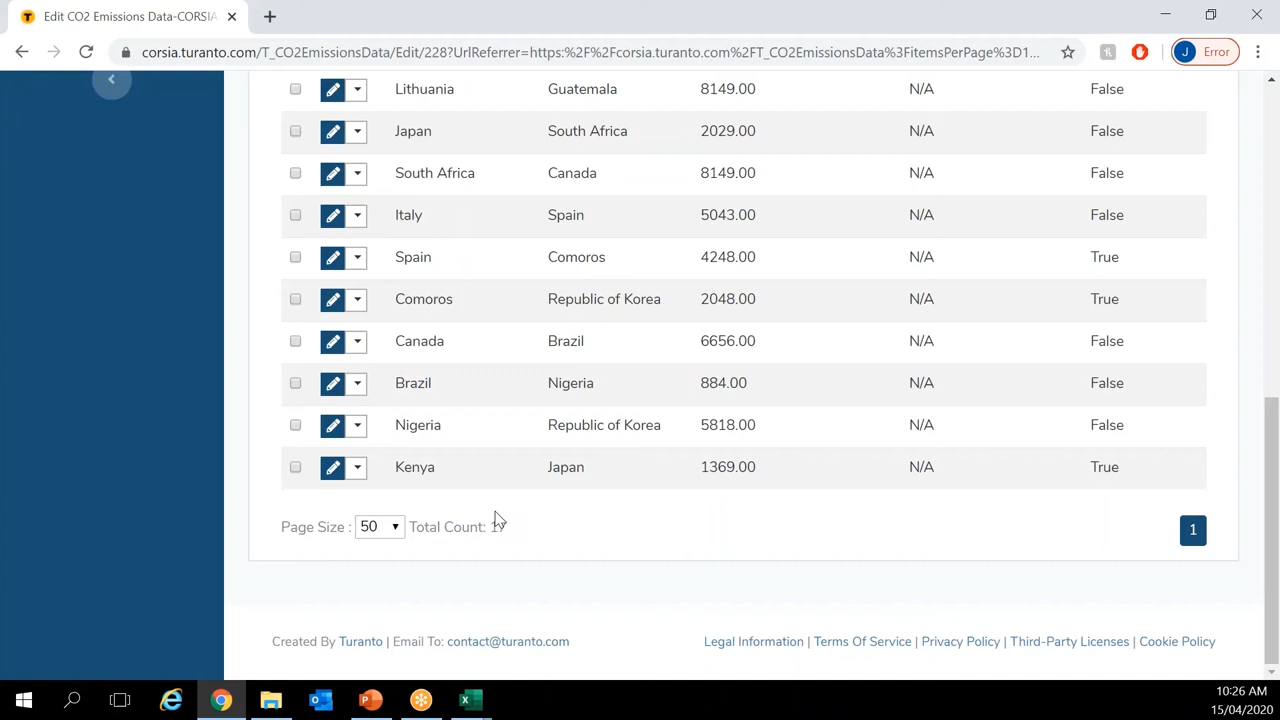 Edit CO2 Emissions Data-CORSIA
corsia.turanto.com/T_CO2EmissionsData/Edit/228?UrlReferrer=https:%2F%2Fcorsia.turanto.com%2FT_CO2EmissionsData%3FitemsPerPage%3D1...
J Error
Lithuania Guatemala 8149.00 N/A False
Japan South Africa 2029.00 N/A False
South Africa Canada 8149.00 N/A False
Italy Spain 5043.00 N/A False
Spain Comoros 4248.00 N/A True
Comoros Republic of Korea 2048.00 N/A True
Canada Brazil 6656.00 N/A False
Brazil Nigeria 884.00 N/A False
Nigeria Republic of Korea 5818.00 N/A False
Kenya Japan 1369.00 N/A True
Page Size : 50 Total Count:
1
Created By Turanto | Email To: contact@turanto.com
Legal Information | Terms Of Service | Privacy Policy | Third-Party Licenses | Cookie Policy
10:26 AM
15/04/2020